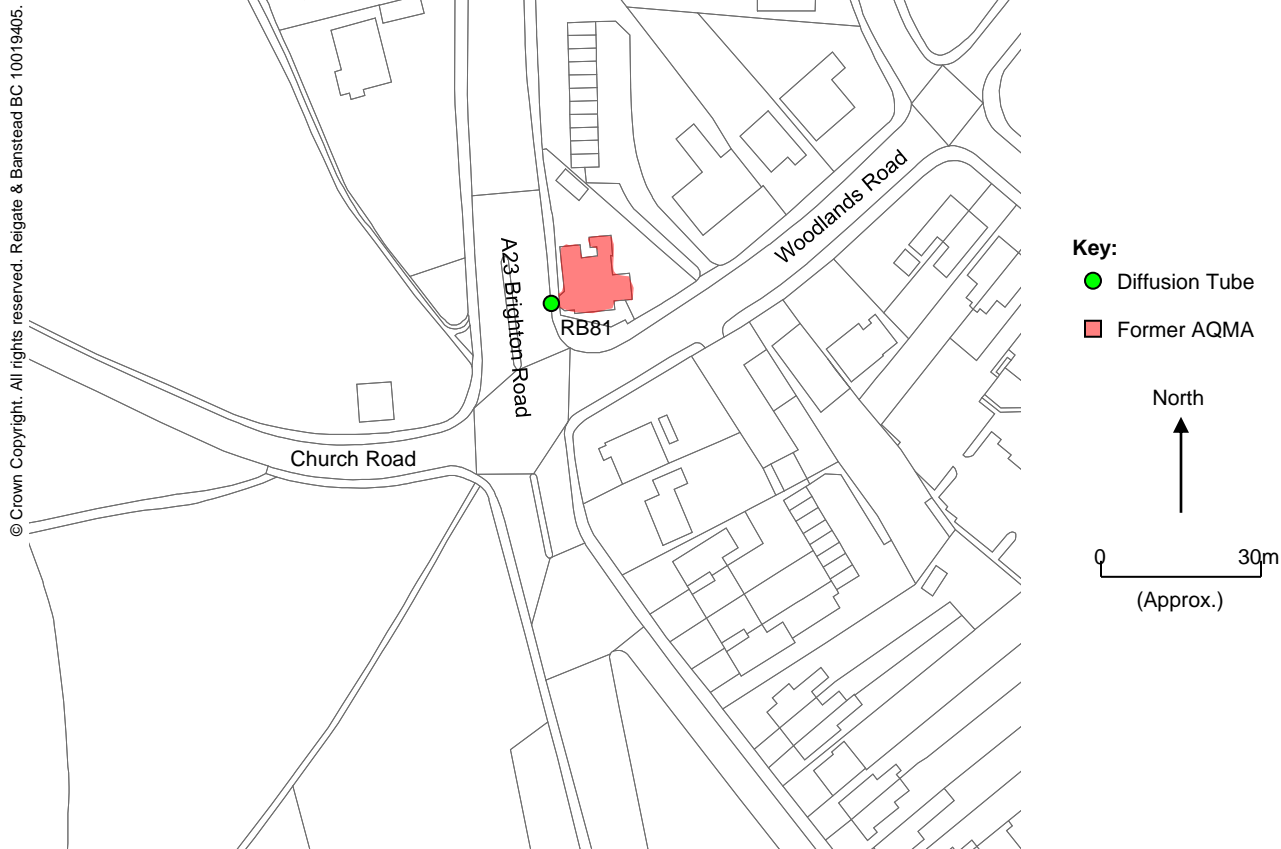 © Crown Copyright. All rights reserved. Reigate & Banstead BC 10019405.
Woodlands Road
A23 Brighton Road
RB81
Church Road
Key:
Diffusion Tube
Former AQMA
North
0 30m
(Approx.)